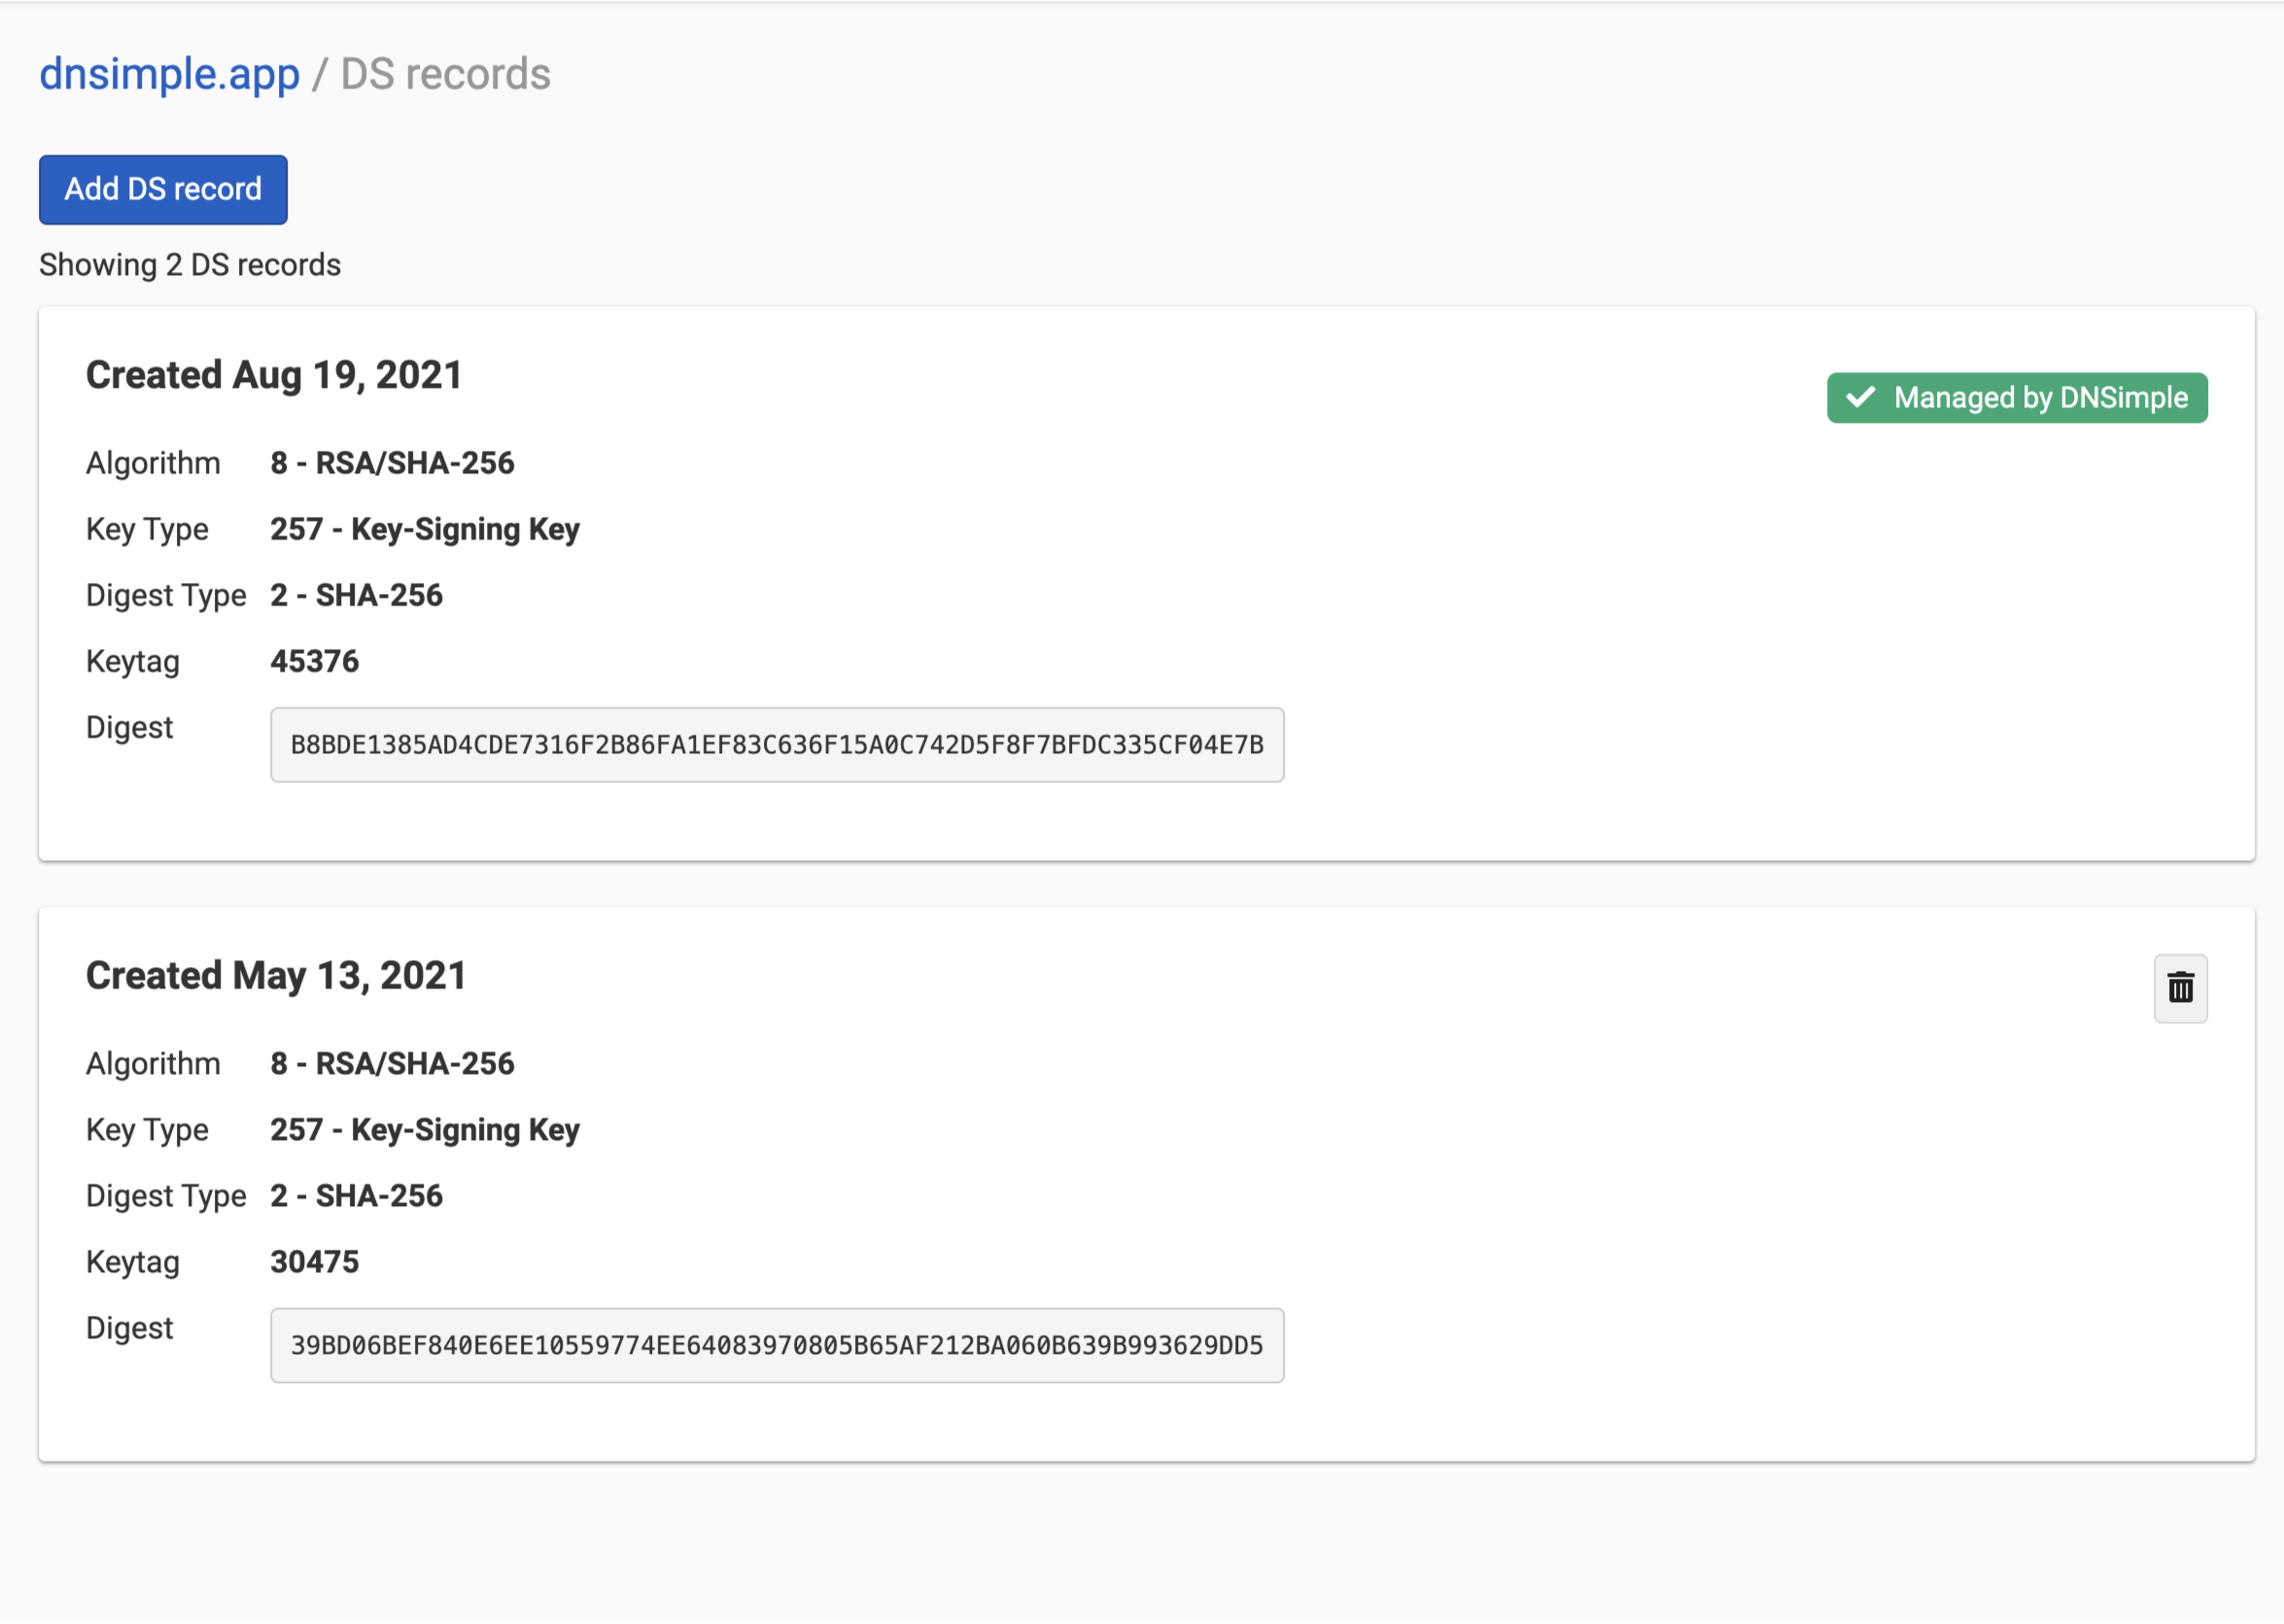 dnsimple.app / DS records
Add DS record
Showing 2 DS records
Created Aug 19, 2021
Managed by DNSimple
Algorithm 8 - RSA/SHA-256
Key Type 257 - Key-Signing Key
Digest Type 2 - SHA-256
Keytag 45376
Digest B8BDE1385AD4CDE7316F2B86FA1EF83C636F15A0C742D5F8F7BFDC335CF04E7B
Created May 13, 2021
Algorithm 8 - RSA/SHA-256
Key Type 257 - Key-Signing Key
Digest Type 2 - SHA-256
Keytag 30475
Digest 39BD06BEF840E6EE10559774EE64083970805B65AF212BA060B639B993629DD5